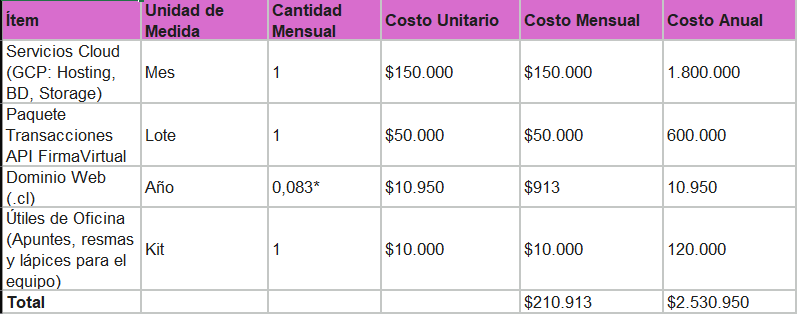 Ítem
Unidad de
Medida
Cantidad
Mensual
Costo Unitario
Costo Mensual
Costo Anual
Servicios Cloud
(GCP: Hosting,
BD, Storage)
Mes
1
$150.000
$150.000
1.800.000
Paquete
Transacciones
API FirmaVirtual
Lote
1
$50.000
$50.000
600.000
Dominio Web
(.cl)
Año
0,083*
$10.950
$913
10.950
Útiles de Oficina
(Apuntes, resmas
y lápices para el
equipo)
Kit
1
$10.000
$10.000
120.000
Total
$210.913
$2.530.950